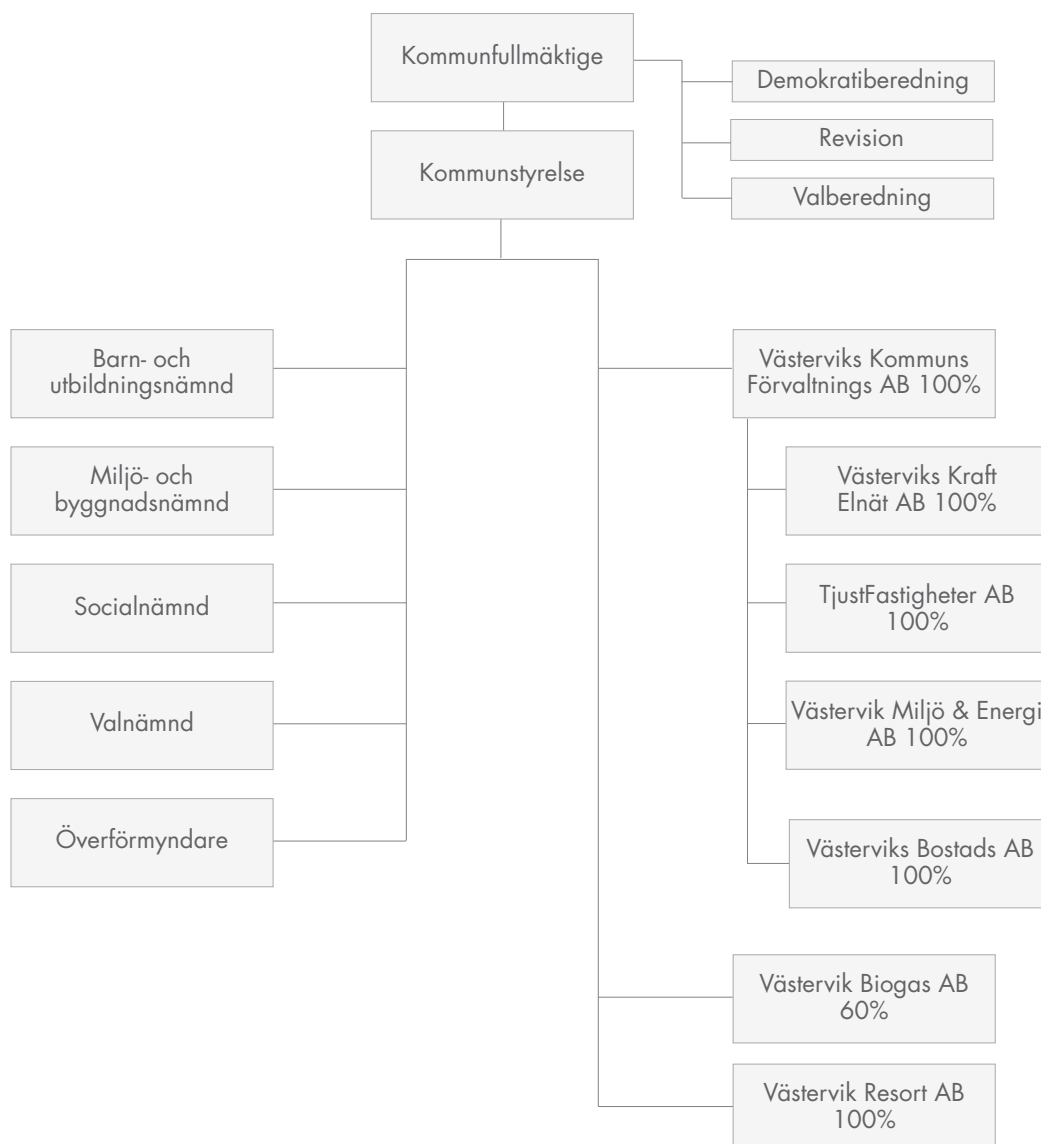 Kommunfullmäktige
Demokratiberedning
Revision
Kommunstyrelse
Valberedning
Barn- och
utbildningsnämnd
Miljö- och
byggnadsnämnd
Socialnämnd
Valnämnd
Överförmyndare
Västerviks Kommuns
Förvaltnings AB 100%
Västerviks Kraft
Elnät AB 100%
TjustFastigheter AB
100%
Västervik Miljö & Energi
AB 100%
Västerviks Bostads AB
100%
Västervik Biogas AB
60%
Västervik Resort AB
100%